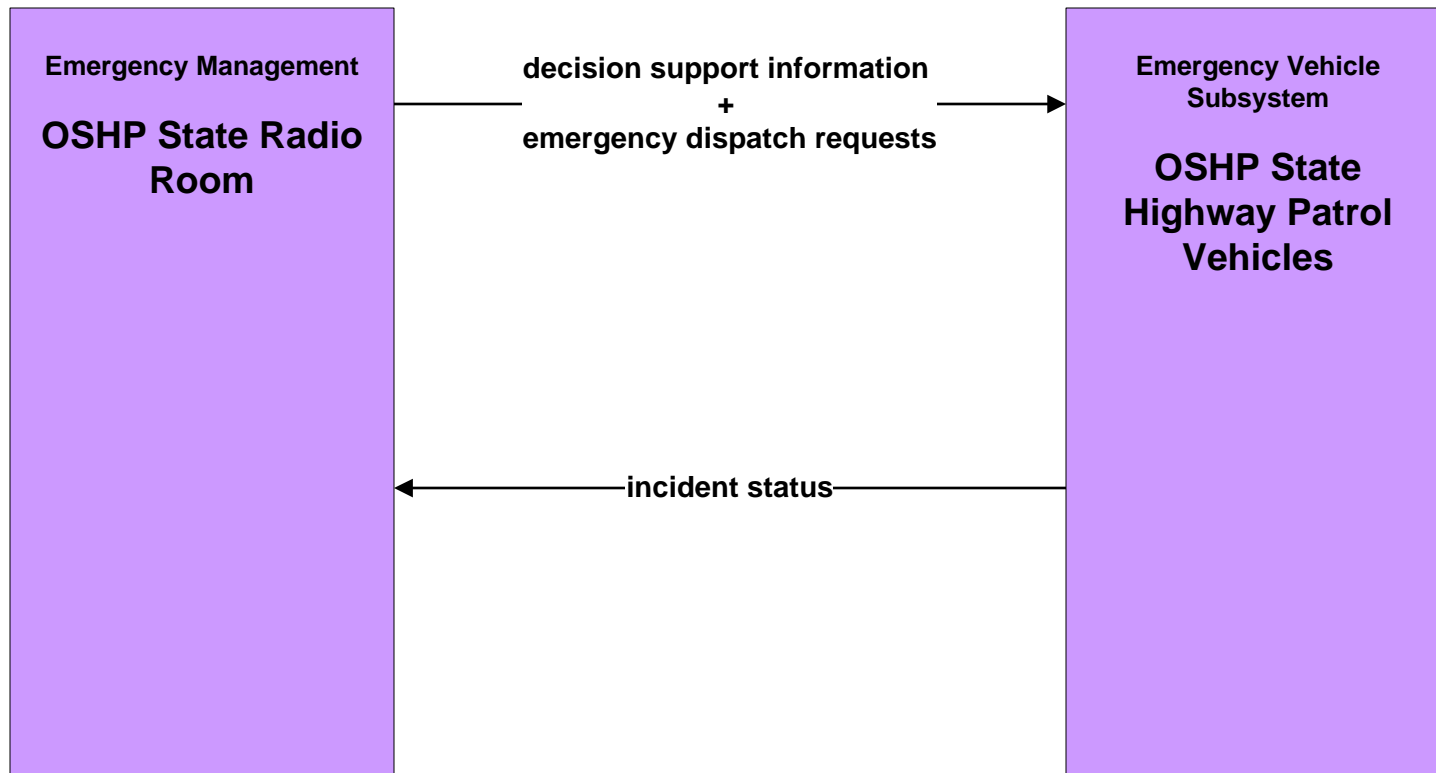 Emergency Management
OSHP State Radio
Room
decision support information
+
emergency dispatch requests
Emergency Vehicle
Subsystem
OSHP State
Highway Patrol
Vehicles
incident status